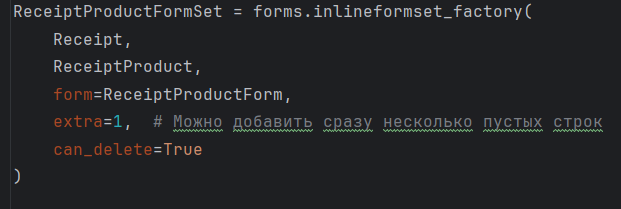 ReceiptProductFormSet = forms.inlineformset_factory(
    Receipt,
    ReceiptProduct,
    form=ReceiptProductForm,
    extra=1,  # Можно добавить сразу несколько пустых строк
    can_delete=True
)